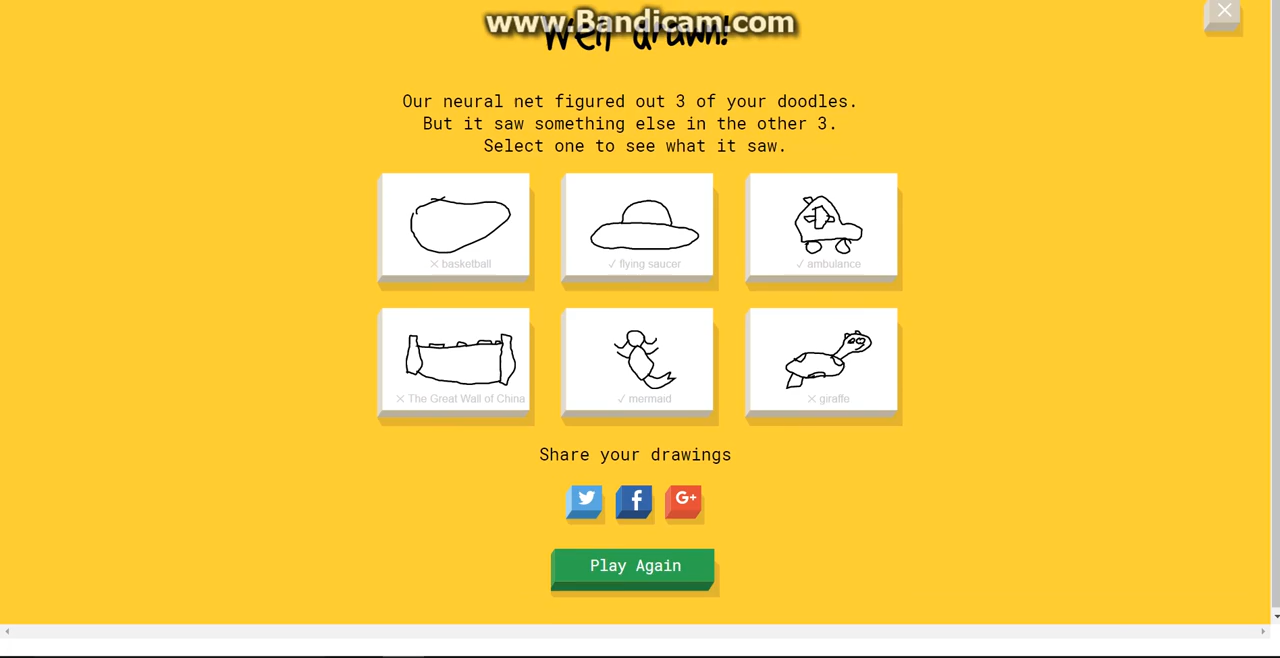 www.Bandicam.com
Well drawn!
Our neural net figured out 3 of your doodles.
But it saw something else in the other 3.
Select one to see what it saw.
× basketball
✓ flying saucer
✓ ambulance
× The Great Wall of China
✓ mermaid
× giraffe
Share your drawings
G+
Play Again